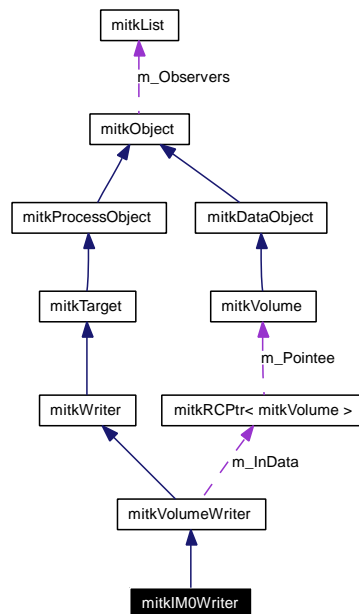 mitkList
m_Observers
mitkObject
mitkProcessObject
mitkDataObject
mitkTarget
mitkVolume
m_Pointee
mitkWriter
mitkRCPtr< mitkVolume >
m_InData
mitkVolumeWriter
mitkIM0Writer